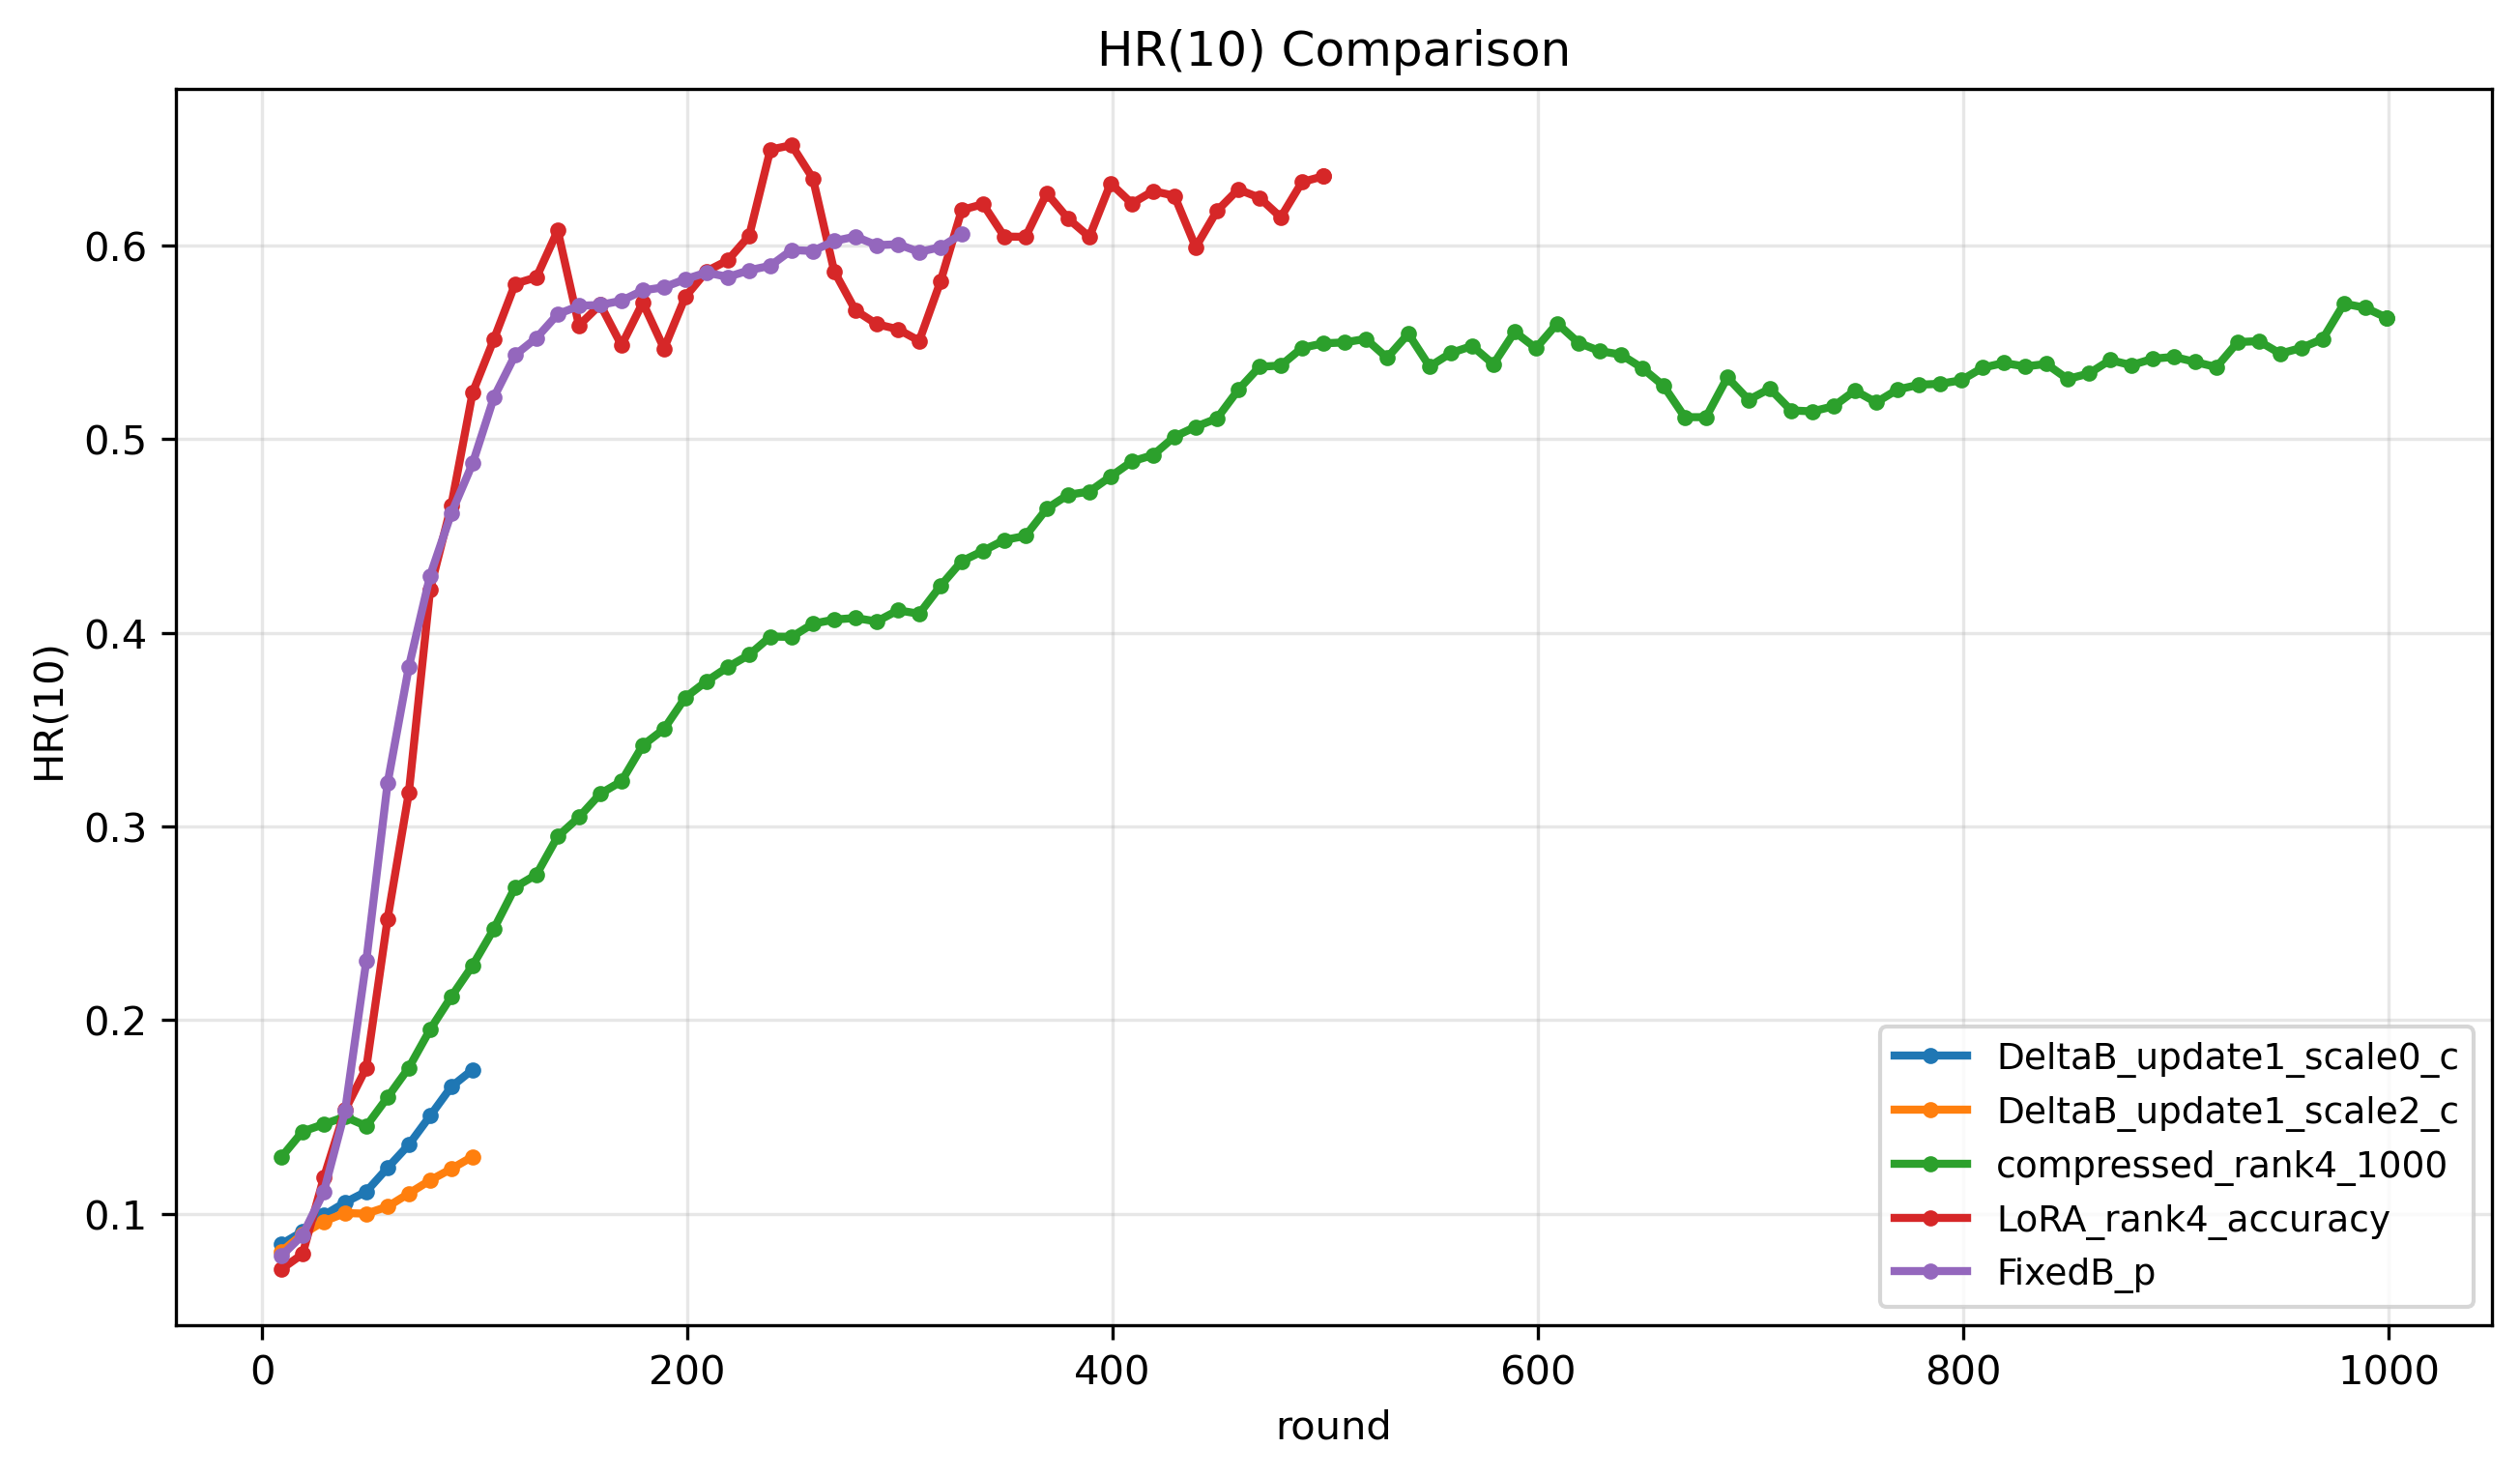 HR(10) Comparison
HR(10)
0.6
0.5
0.4
0.3
0.2
0.1
0
200
400
600
800
1000
round
DeltaB_update1_scale0_c
DeltaB_update1_scale2_c
compressed_rank4_1000
LoRA_rank4_accuracy
FixedB_p